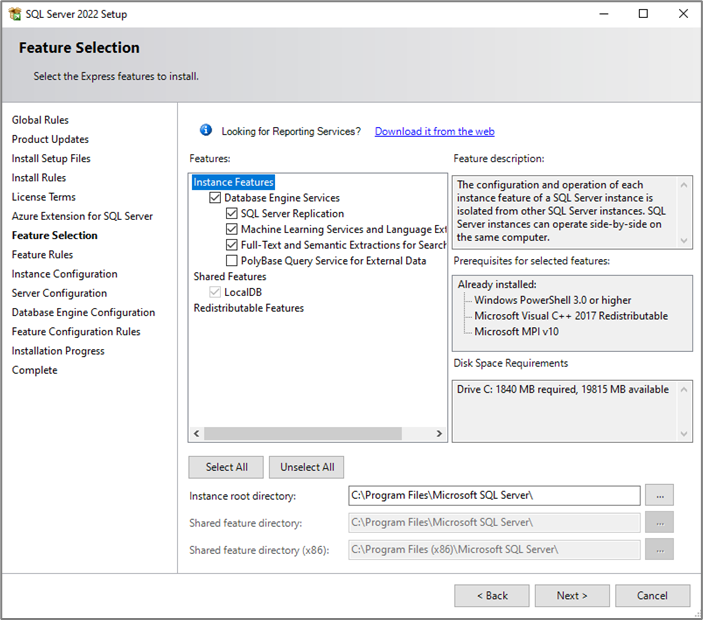 SQL Server 2022 Setup
Feature Selection
Select the Express features to install.
Global Rules
Product Updates
Install Setup Files
Install Rules
License Terms
Azure Extension for SQL Server
Feature Selection
Feature Rules
Instance Configuration
Server Configuration
Database Engine Configuration
Feature Configuration Rules
Installation Progress
Complete
Looking for Reporting Services? Download it from the web
Features:
Instance Features
Database Engine Services
SQL Server Replication
Machine Learning Services and Language Ext
Full-Text and Semantic Extractions for Search
PolyBase Query Service for External Data
Shared Features
LocalDB
Redistributable Features
Feature description:
The configuration and operation of each
instance feature of a SQL Server instance is
isolated from other SQL Server instances. SQL
Server instances can operate side-by-side on
the same computer.
Prerequisites for selected features:
Already installed:
Windows PowerShell 3.0 or higher
Microsoft Visual C++ 2017 Redistributable
Microsoft MPI v10
Disk Space Requirements
Drive C: 1840 MB required, 19815 MB available
Select All
Unselect All
Instance root directory: C:\Program Files\Microsoft SQL Server\ ...
Shared feature directory: C:\Program Files\Microsoft SQL Server\ ...
Shared feature directory (x86): C:\Program Files (x86)\Microsoft SQL Server\ ...
< Back
Next >
Cancel